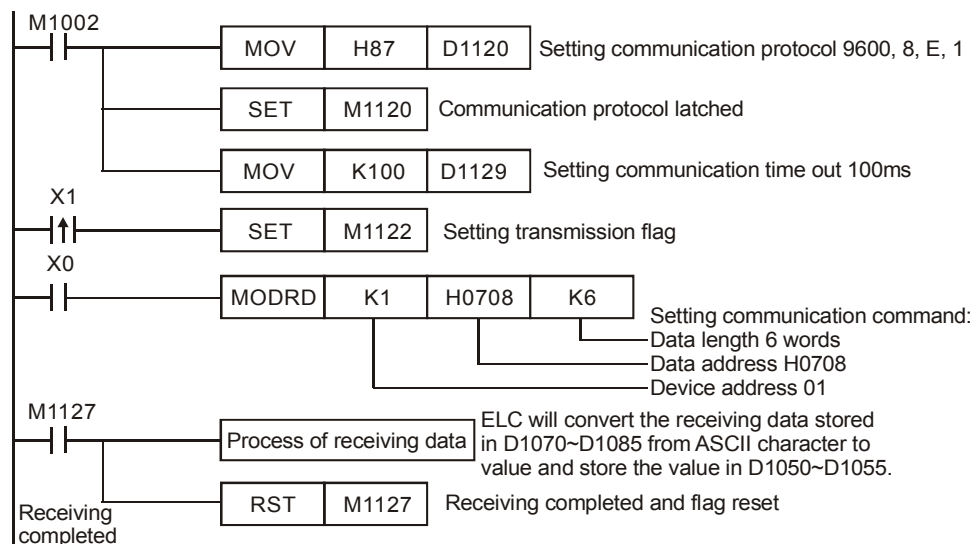 M1002
MOV H87 D1120 Setting communication protocol 9600, 8, E, 1
SET M1120 Communication protocol latched
MOV K100 D1129 Setting communication time out 100ms
X1
SET M1122 Setting transmission flag
X0
MODRD K1 H0708 K6
Setting communication command:
Data length 6 words
Data address H0708
Device address 01
M1127
Process of receiving data
ELC will convert the receiving data stored
in D1070~D1085 from ASCII character to
value and store the value in D1050~D1055.
RST M1127 Receiving completed and flag reset
Receiving
completed